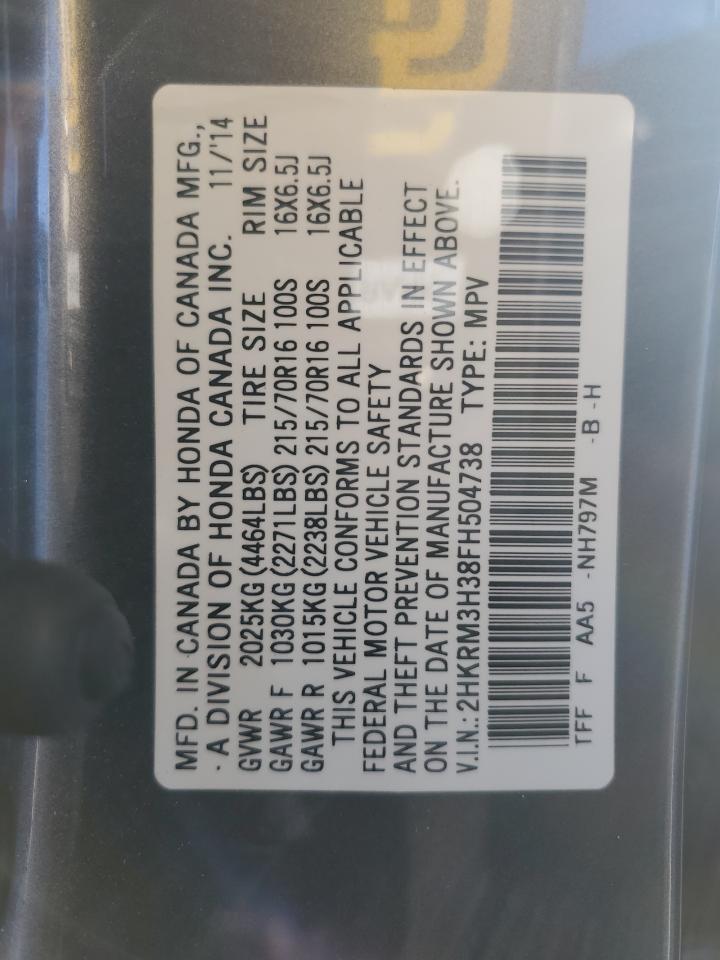 MFD. IN CANADA BY HONDA OF CANADA MFG.,
A DIVISION OF HONDA CANADA INC. 11/'14
GVWR 2025KG (4464LBS) TIRE SIZE RIM SIZE
GAWR F 1030KG (2271LBS) 215/70R16 100S 16X6.5J
GAWR R 1015KG (2238LBS) 215/70R16 100S 16X6.5J
THIS VEHICLE CONFORMS TO ALL APPLICABLE
FEDERAL MOTOR VEHICLE SAFETY
AND THEFT PREVENTION STANDARDS IN EFFECT
ON THE DATE OF MANUFACTURE SHOWN ABOVE.
V.I.N.: 2HKRM3H38FH504738 TYPE: MPV
TFF F AA5 -NH797M -B -H